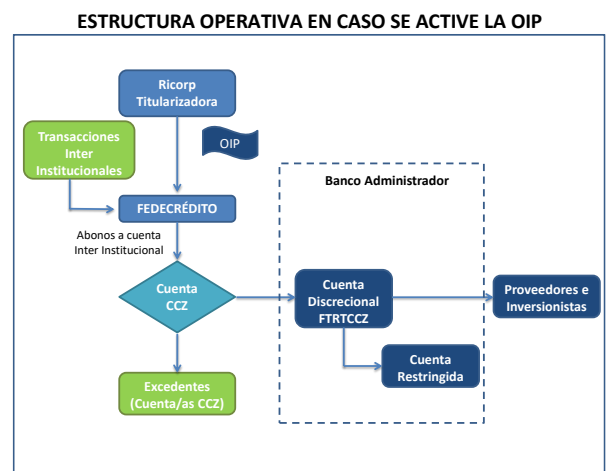 ESTRUCTURA OPERATIVA EN CASO SE ACTIVE LA OIP
Ricorp
Titularizadora
Transacciones
Inter
Institucionales
OIP
Banco Administrador
FEDECRÉDITO
Abonos a cuenta
Inter Institucional
Cuenta
CCZ
Cuenta
Discrecional
FTRTCCZ
Proveedores e
Inversionistas
Cuenta
Restringida
Excedentes
(Cuenta/as CCZ)